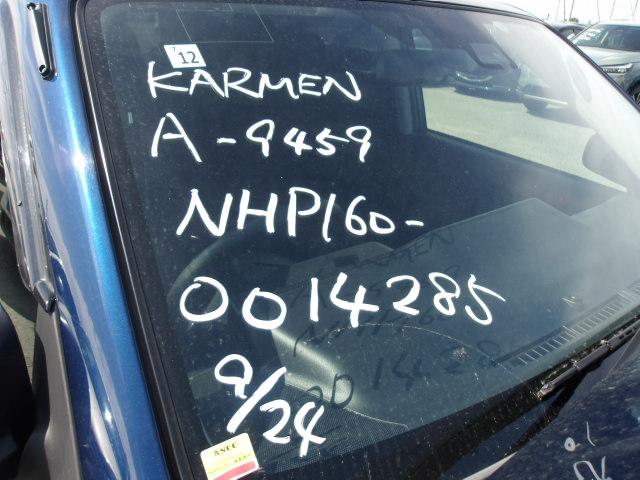 12
KARMEN
A-9459
NHP160-
0014285
9/24